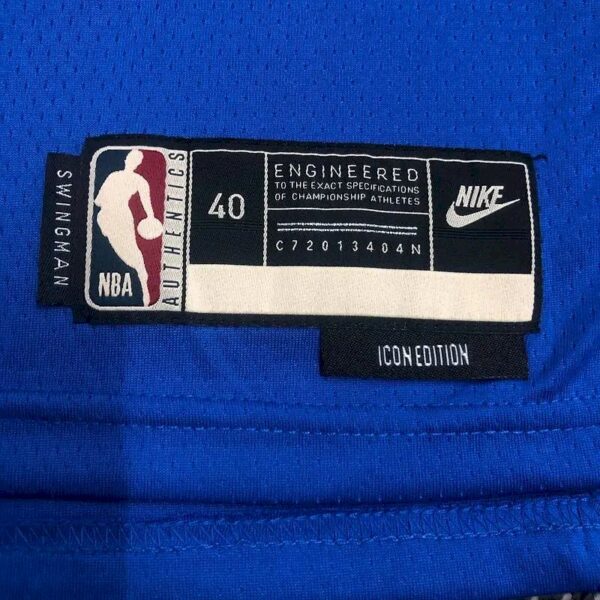 SWINGMAN
NBA
AUTHENTICS
40
ENGINEERED
TO THE EXACT SPECIFICATIONS
OF CHAMPIONSHIP ATHLETES
C72013404N
NIKE
ICON EDITION